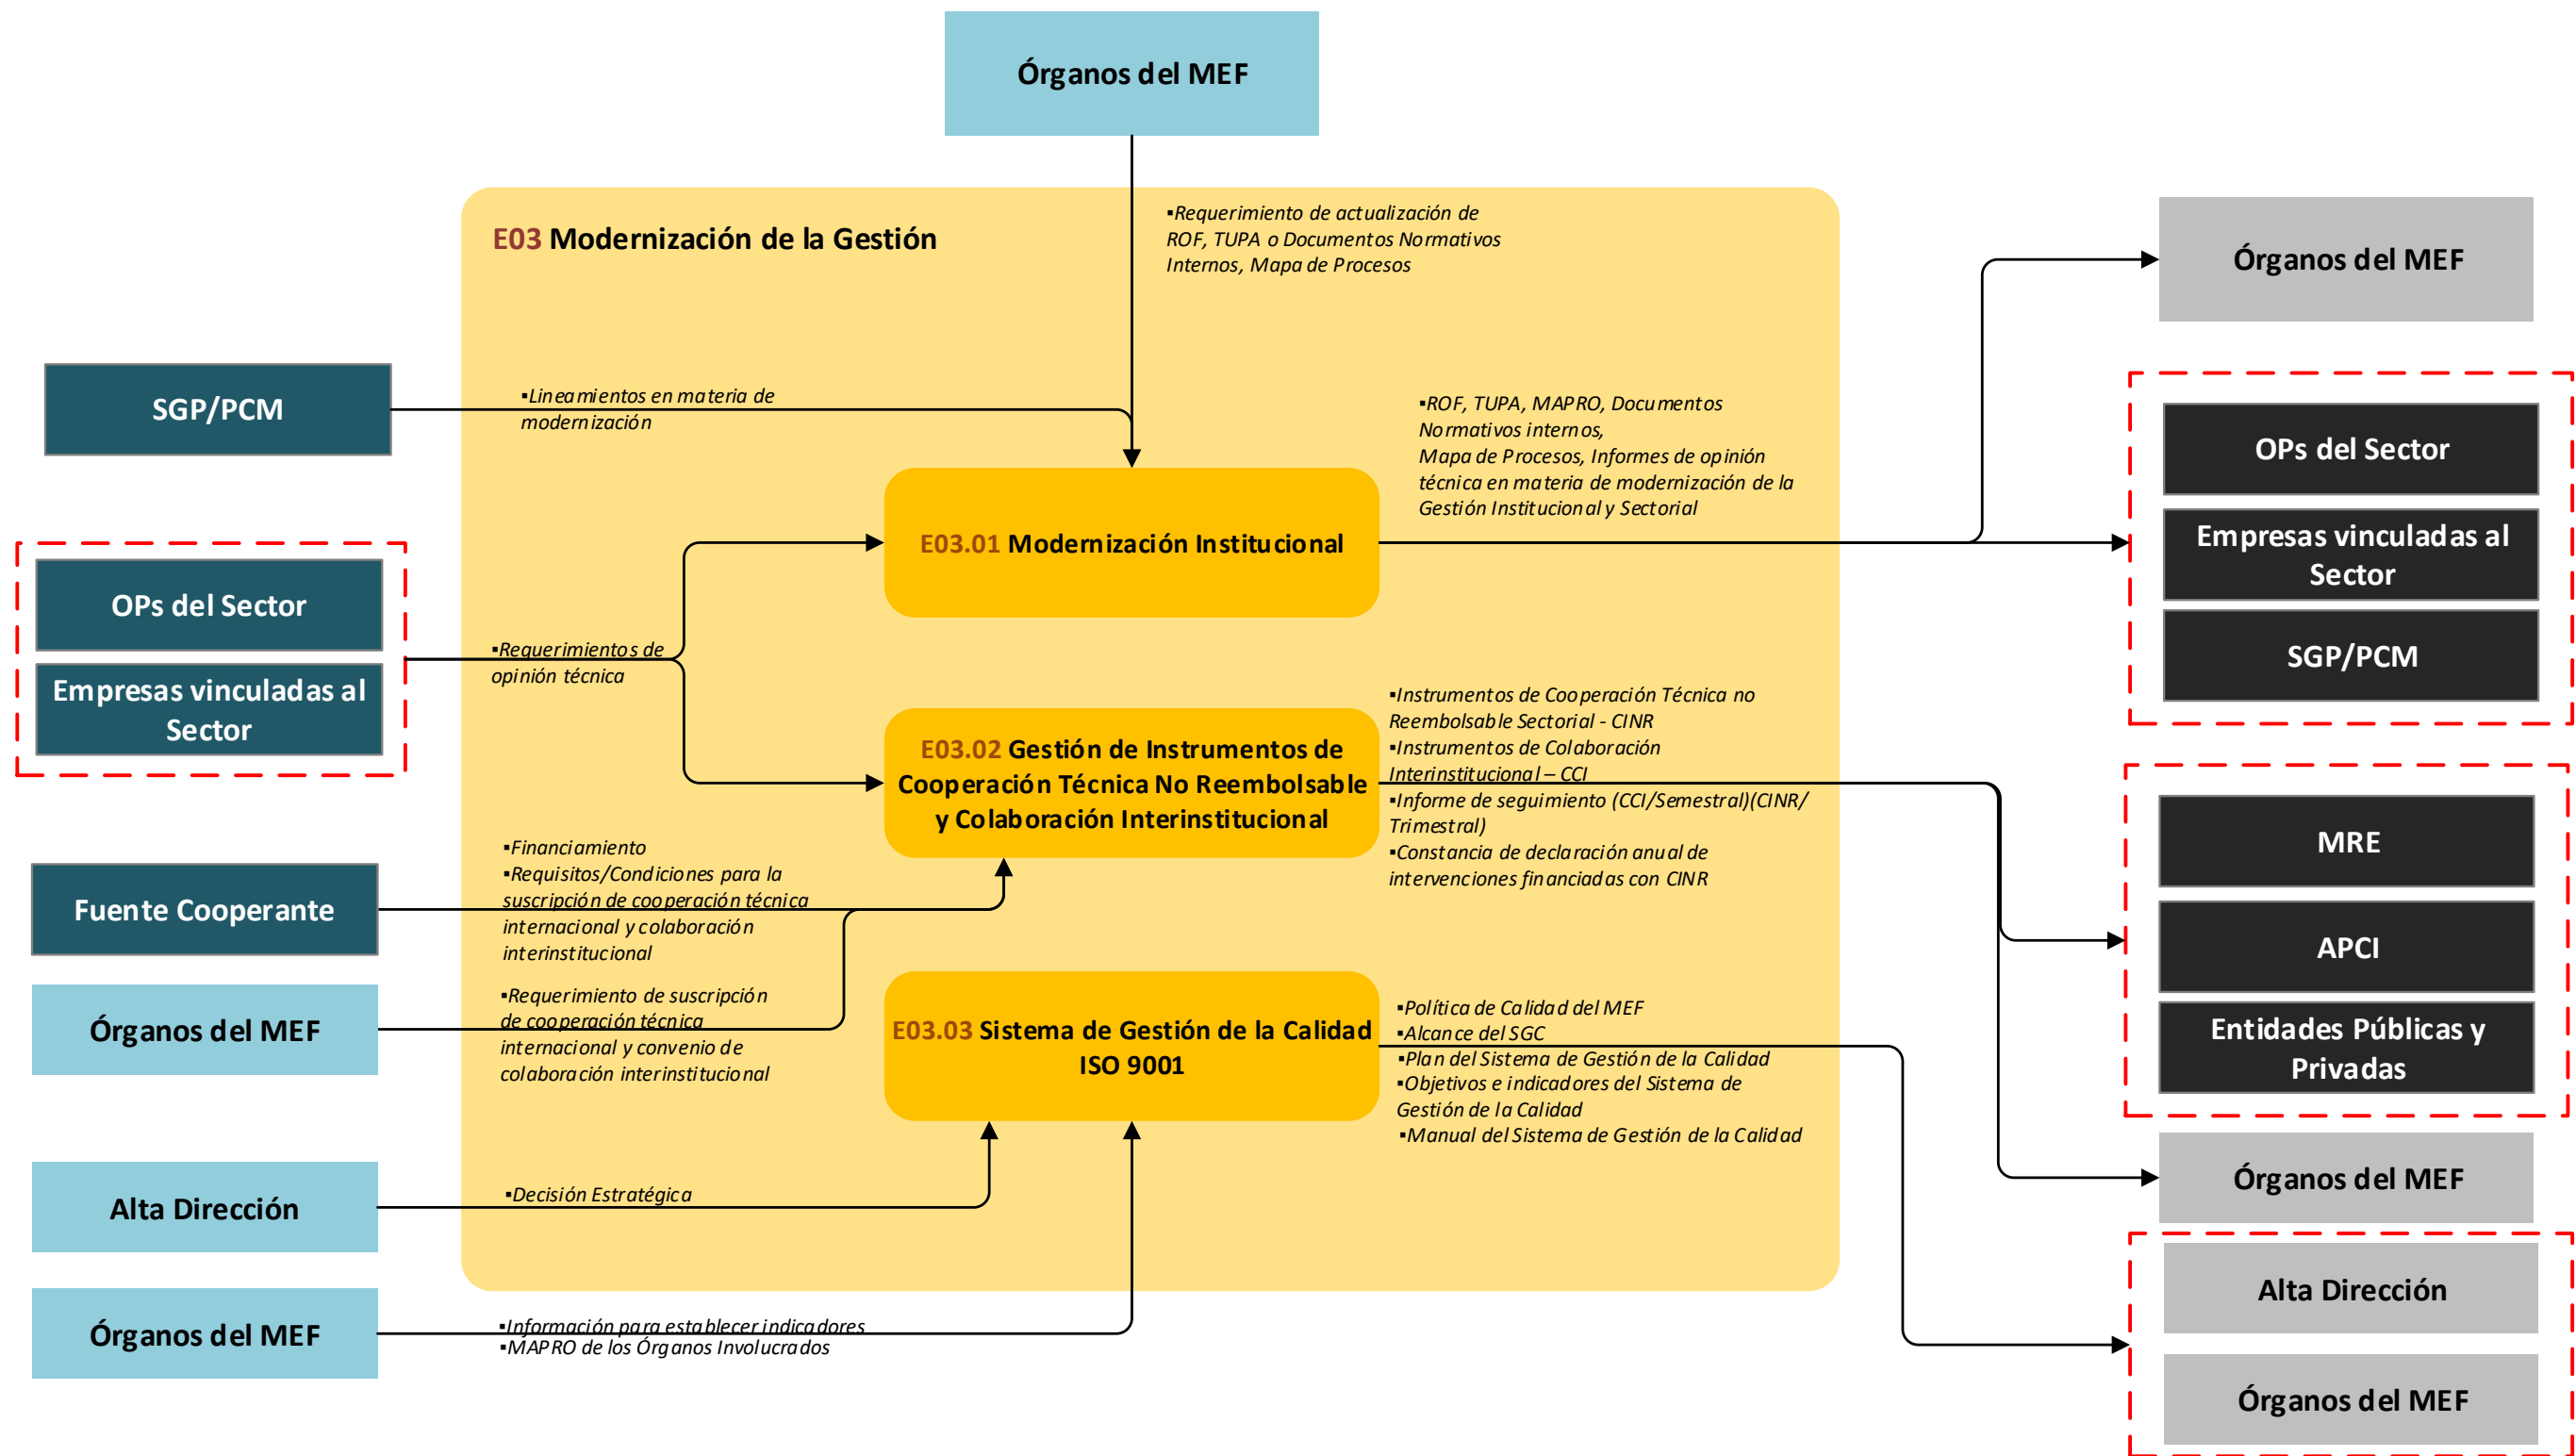 Órganos del MEF
E03 Modernización de la Gestión
▪Requerimiento de actualización de
ROF, TUPA o Documentos Normativos
Internos, Mapa de Procesos
SGP/PCM
▪Lineamientos en materia de
modernización
OPs del Sector
Empresas vinculadas al
Sector
▪Requerimientos de
opinión técnica
Fuente Cooperante
▪Financiamiento
▪Requisitos/Condiciones para la
suscripción de cooperación técnica
internacional y colaboración
interinstitucional
Órganos del MEF
▪Requerimiento de suscripción
de cooperación técnica
internacional y convenio de
colaboración interinstitucional
Alta Dirección
▪Decisión Estratégica
Órganos del MEF
▪Información para establecer indicadores
▪MAPRO de los Órganos Involucrados
E03.01 Modernización Institucional
E03.02 Gestión de Instrumentos de
Cooperación Técnica No Reembolsable
y Colaboración Interinstitucional
E03.03 Sistema de Gestión de la Calidad
ISO 9001
▪ROF, TUPA, MAPRO, Documentos
Normativos internos,
Mapa de Procesos, Informes de opinión
técnica en materia de modernización de la
Gestión Institucional y Sectorial
▪Instrumentos de Cooperación Técnica no
Reembolsable Sectorial - CINR
▪Instrumentos de Colaboración
Interinstitucional – CCI
▪Informe de seguimiento (CCI/Semestral)(CINR/
Trimestral)
▪Constancia de declaración anual de
intervenciones financiadas con CINR
▪Política de Calidad del MEF
▪Alcance del SGC
▪Plan del Sistema de Gestión de la Calidad
▪Objetivos e indicadores del Sistema de
Gestión de la Calidad
▪Manual del Sistema de Gestión de la Calidad
Órganos del MEF
OPs del Sector
Empresas vinculadas al
Sector
SGP/PCM
MRE
APCI
Entidades Públicas y
Privadas
Órganos del MEF
Alta Dirección
Órganos del MEF